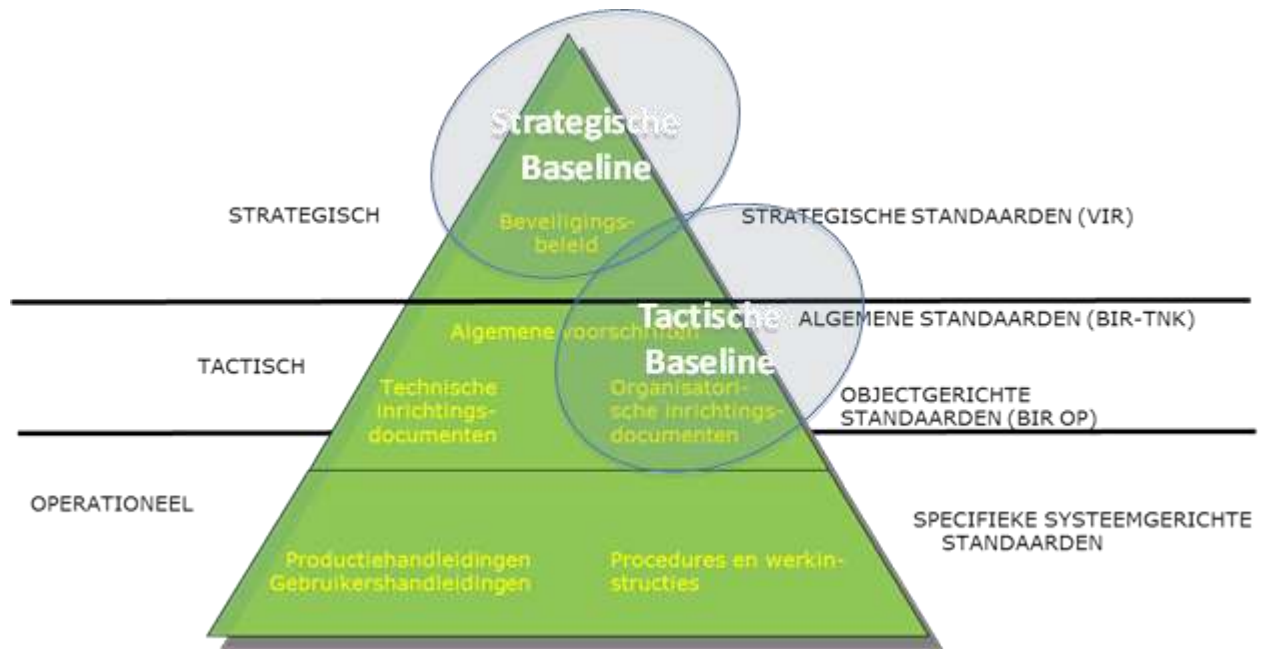 Strategische
Baseline
STRATEGISCH
Beveiligings-
beleid
STRATEGISCHE STANDAARDEN (VIR)
Tactische
Baseline
ALGEMENE STANDAARDEN (BIR-TNK)
Algemene voorschriften
TACTISCH
Technische
inrichtings-
documenten
Organisatori-
sche inrichtings-
documenten
OBJECTGERICHTE
STANDAARDEN (BIR OP)
OPERATIONEEL
SPECIFIEKE SYSTEEMGERICHTE
STANDAARDEN
Productiehandleidingen
Gebruikershandleidingen
Procedures en werkin-
structies